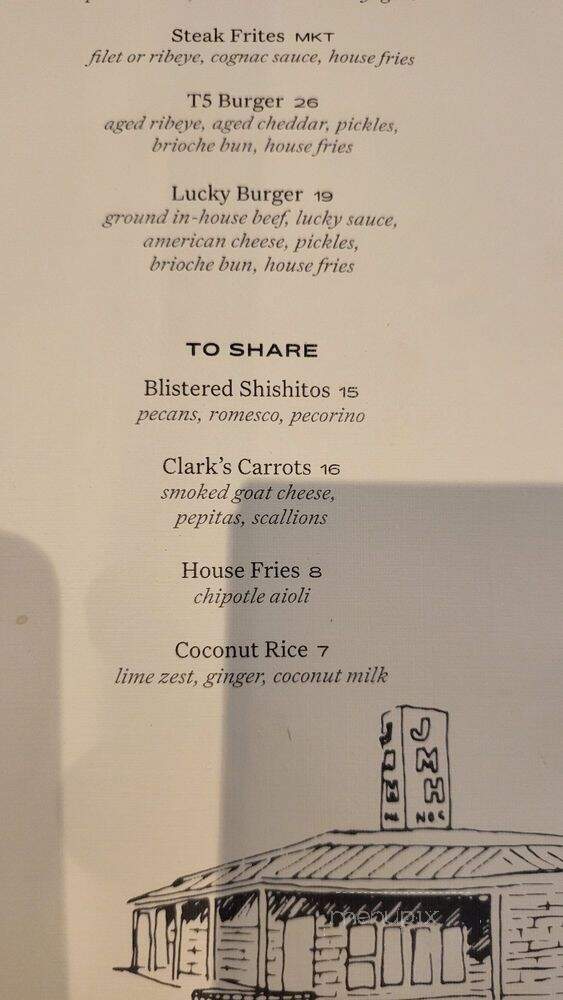 Steak Frites MKT
filet or ribeye, cognac sauce, house fries
T5 Burger 26
aged ribeye, aged cheddar, pickles,
brioche bun, house fries
Lucky Burger 19
ground in-house beef, lucky sauce,
american cheese, pickles,
brioche bun, house fries
TO SHARE
Blistered Shishitos 15
pecans, romesco, pecorino
Clark's Carrots 16
smoked goat cheese,
pepitas, scallions
House Fries 8
chipotle aioli
Coconut Rice 7
lime zest, ginger, coconut milk
J
M
H
menupix